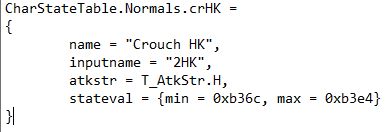 CharStateTable.Normals.crHK =
{
name = "Crouch HK",
inputname = "2HK",
atkstr = T_AtkStr.H,
stateval = {min = 0xb36c, max = 0xb3e4}
}